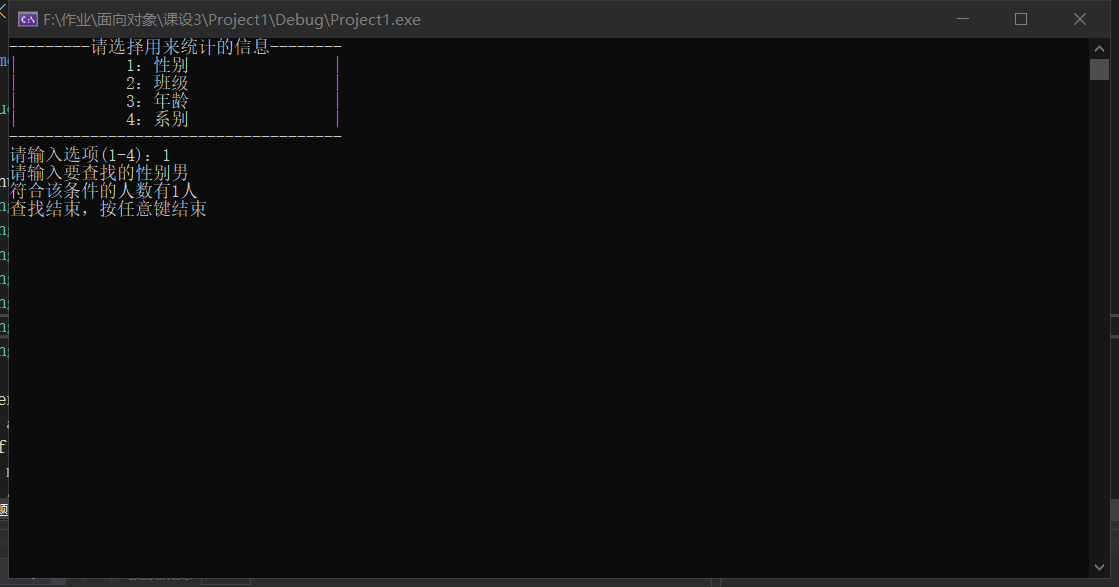 F:\作业\面向对象\课设3\Project1\Debug\Project1.exe
---------请选择用来统计的信息--------
| 1: 性别 |
| 2: 班级 |
| 3: 年龄 |
| 4: 系别 |
-------------------------------------
请输入选项(1-4): 1
请输入要查找的性别男
符合该条件的人数有1人
查找结束，按任意键结束